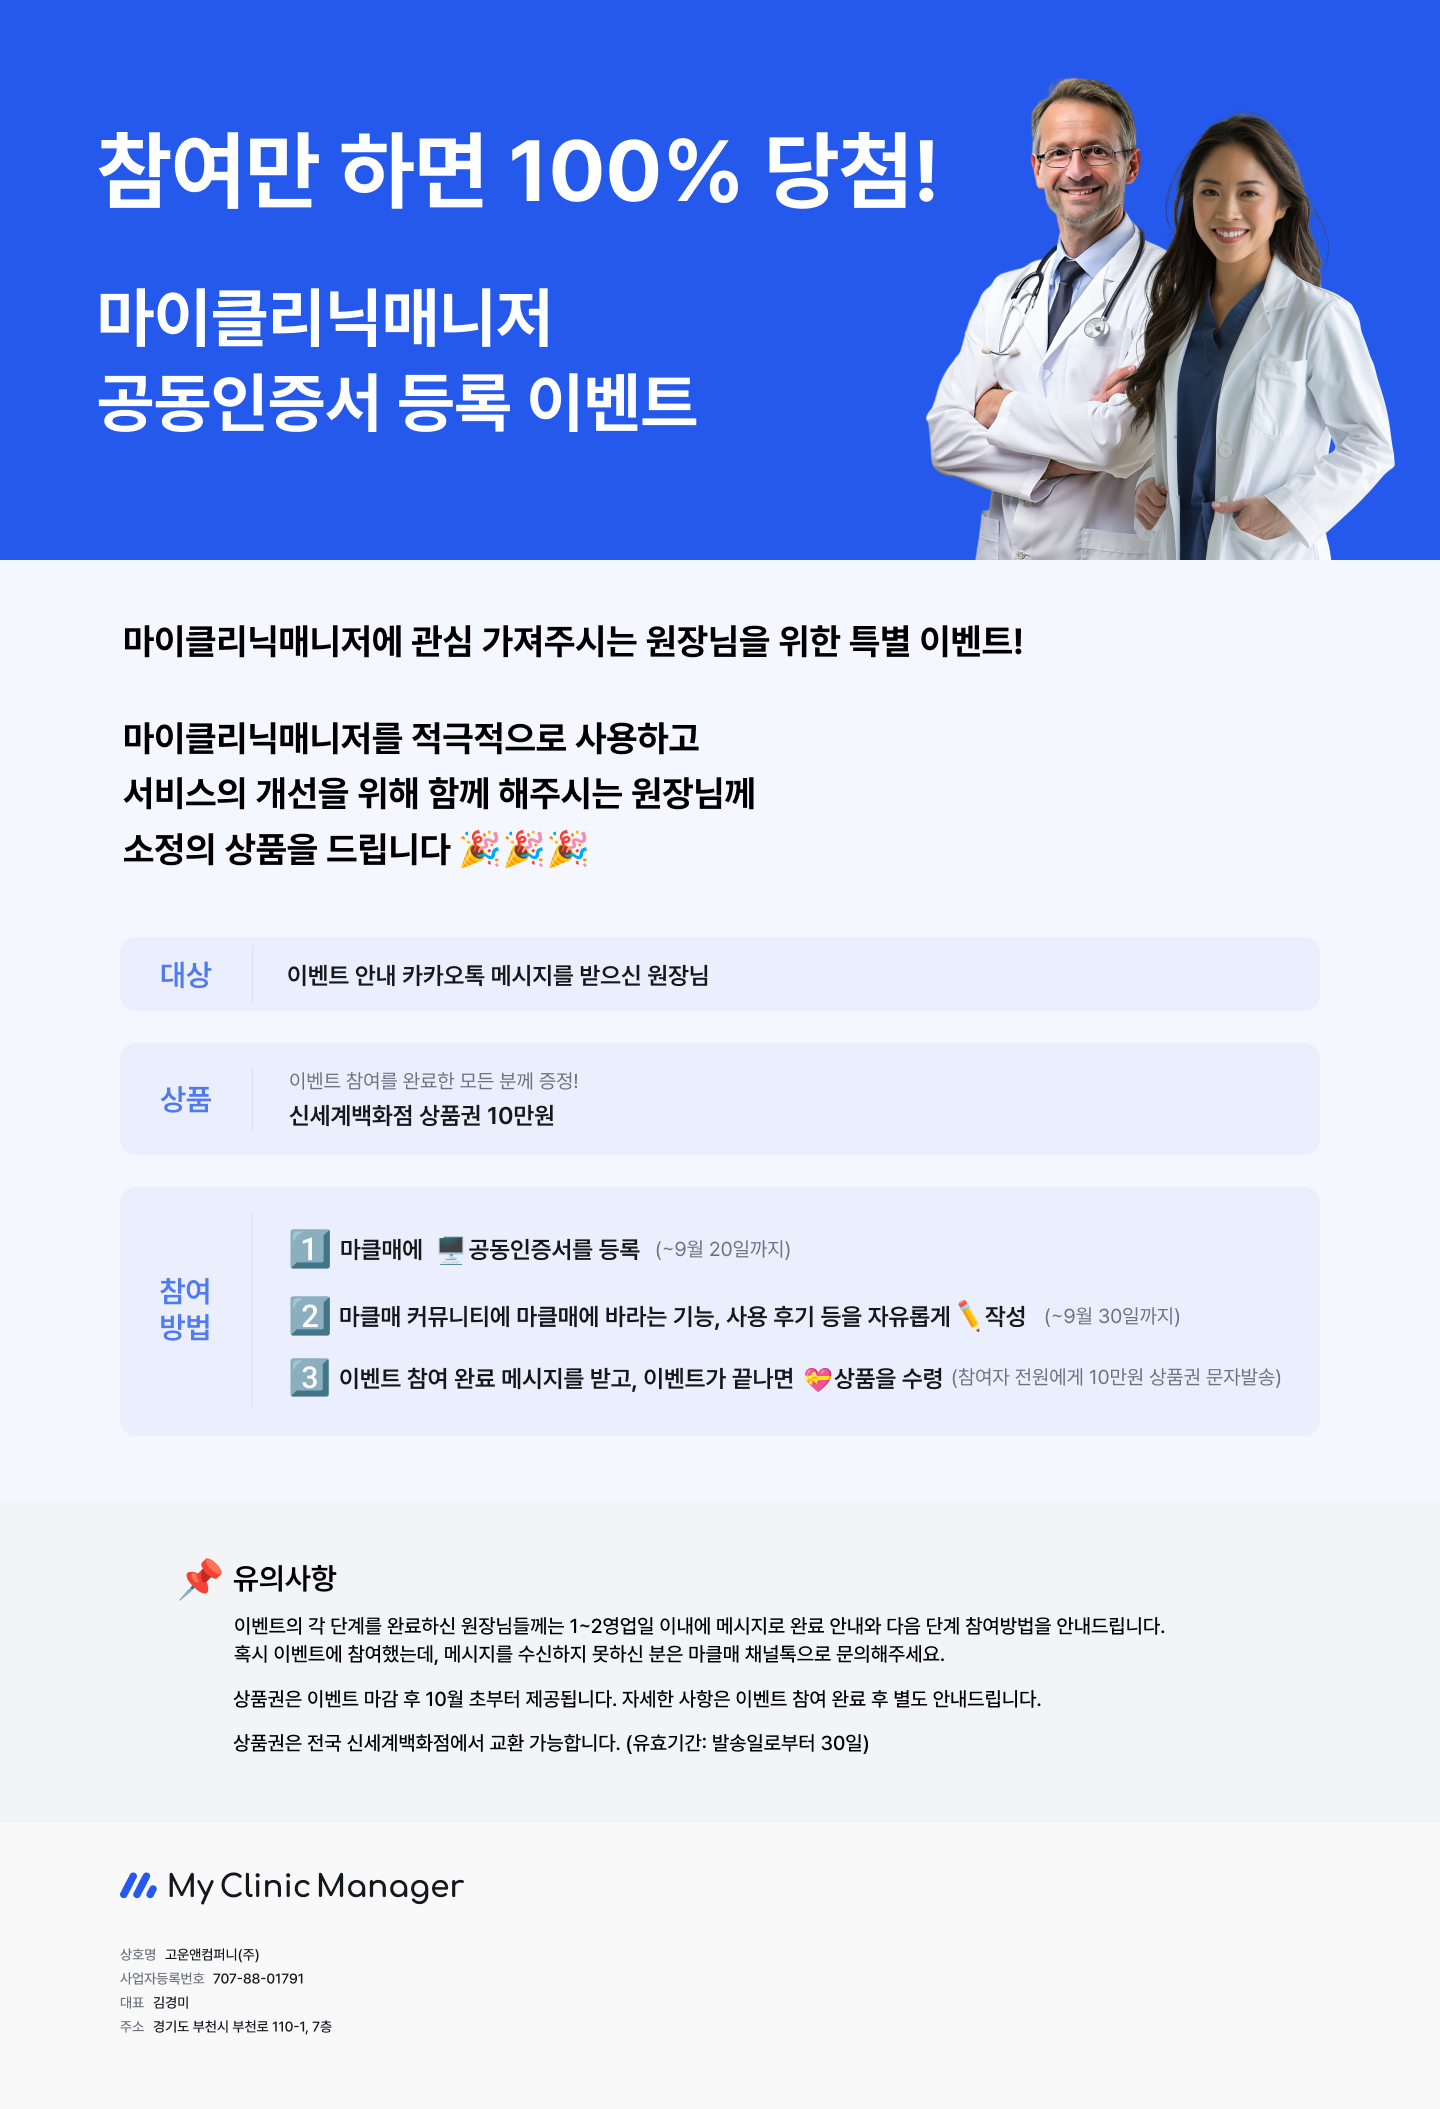 참여만 하면 100% 당첨!
마이클리닉매니저
공동인증서 등록 이벤트
마이클리닉매니저에 관심 가져주시는 원장님을 위한 특별 이벤트!
마이클리닉매니저를 적극적으로 사용하고
서비스의 개선을 위해 함께 해주시는 원장님께
소정의 상품을 드립니다 🎉🎉🎉
대상 이벤트 안내 카카오톡 메시지를 받으신 원장님
상품
이벤트 참여를 완료한 모든 분께 증정!
신세계백화점 상품권 10만원
참여
방법
1️⃣ 마클매에 🖥️공동인증서를 등록 (~9월 20일까지)
2️⃣ 마클매 커뮤니티에 마클매에 바라는 기능, 사용 후기 등을 자유롭게 ✏️작성 (~9월 30일까지)
3️⃣ 이벤트 참여 완료 메시지를 받고, 이벤트가 끝나면 💝상품을 수령 (참여자 전원에게 10만원 상품권 문자발송)
📌 유의사항
이벤트의 각 단계를 완료하신 원장님들께는 1~2영업일 이내에 메시지로 완료 안내와 다음 단계 참여방법을 안내드립니다.
혹시 이벤트에 참여했는데, 메시지를 수신하지 못하신 분은 마클매 채널톡으로 문의해주세요.
상품권은 이벤트 마감 후 10월 초부터 제공됩니다. 자세한 사항은 이벤트 참여 완료 후 별도 안내드립니다.
상품권은 전국 신세계백화점에서 교환 가능합니다. (유효기간: 발송일로부터 30일)
My Clinic Manager
상호명 고운앤컴퍼니(주)
사업자등록번호 707-88-01791
대표 김경미
주소 경기도 부천시 부천로 110-1, 7층